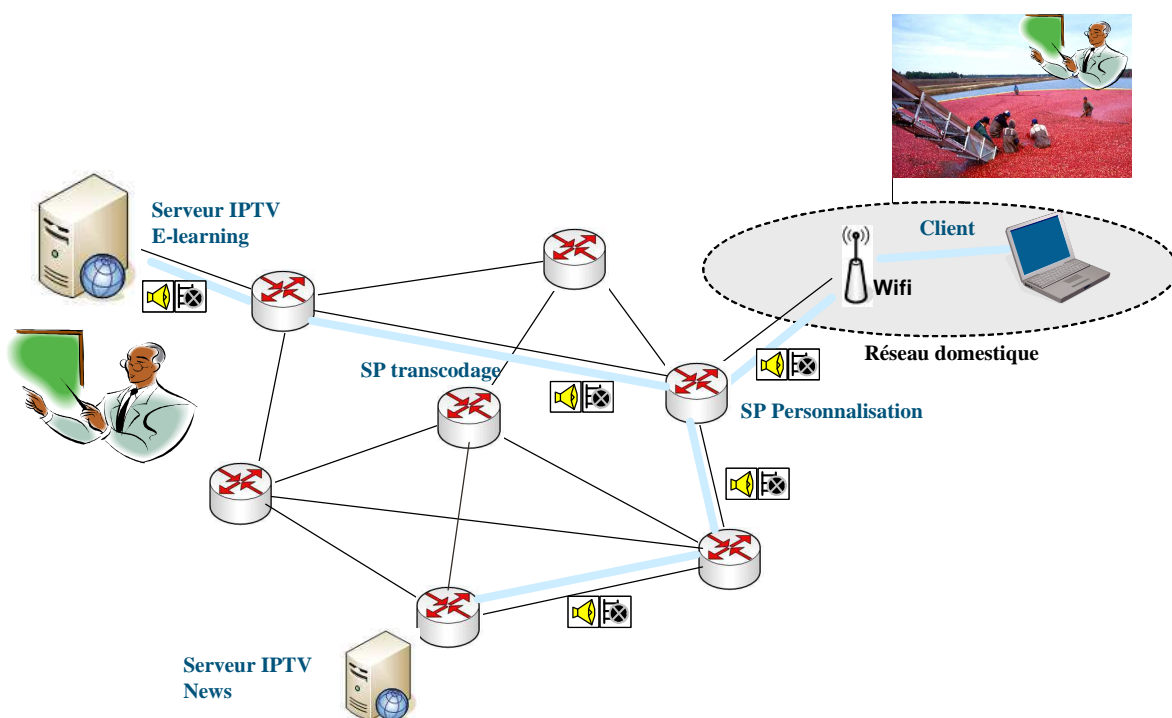 Serveur IPTV
E-learning
Client
Wifi
Réseau domestique
SP transcodage
SP Personnalisation
Serveur IPTV
News